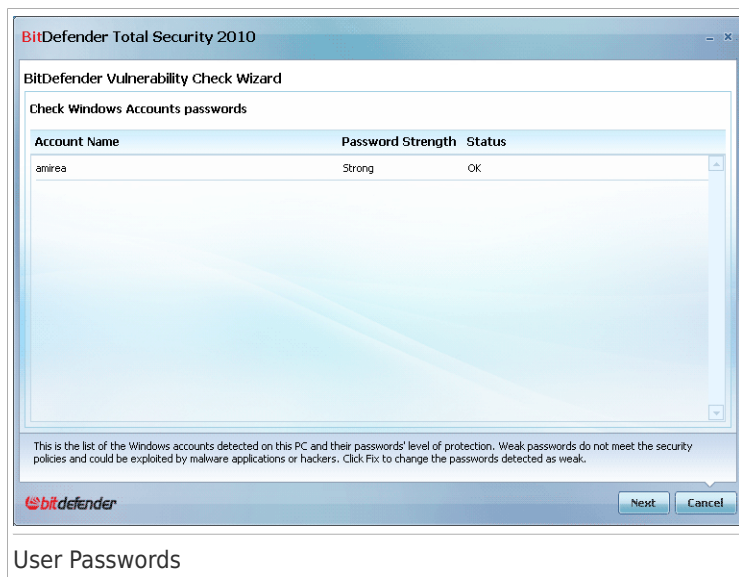 BitDefender Total Security 2010
BitDefender Vulnerability Check Wizard
Check Windows Accounts passwords
Account Name Password Strength Status
amirea Strong OK
This is the list of the Windows accounts detected on this PC and their passwords' level of protection. Weak passwords do not meet the security
policies and could be exploited by malware applications or hackers. Click Fix to change the passwords detected as weak.
bitdefender Next Cancel
User Passwords